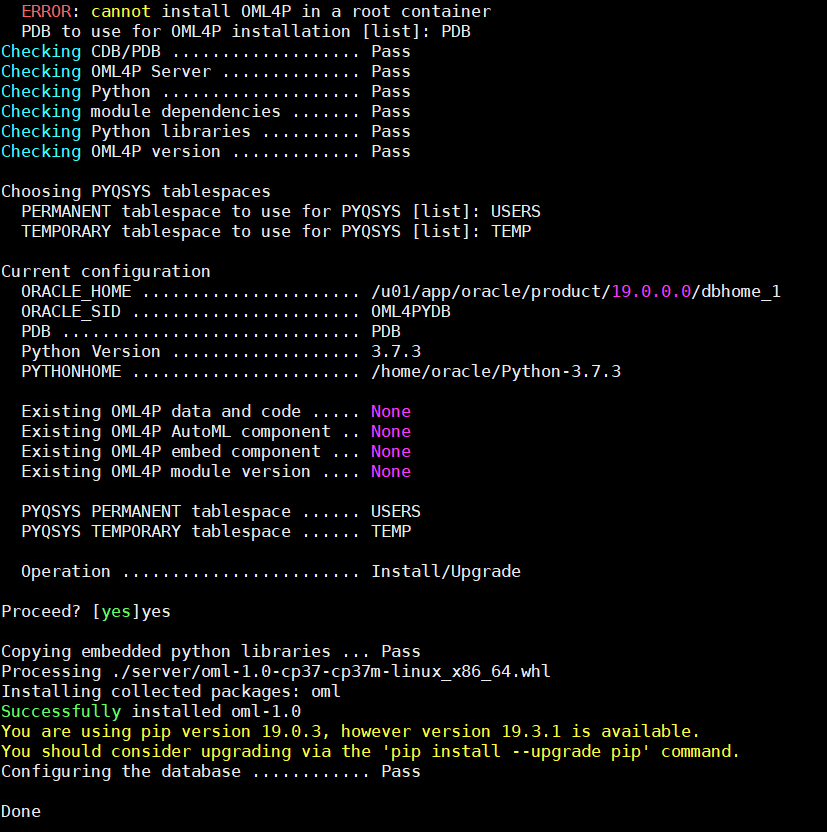 ERROR: cannot install OML4P in a root container
PDB to use for OML4P installation [list]: PDB
Checking CDB/PDB ................... Pass
Checking OML4P Server .............. Pass
Checking Python .................... Pass
Checking module dependencies ....... Pass
Checking Python libraries .......... Pass
Checking OML4P version ............. Pass
Choosing PYQSYS tablespaces
PERMANENT tablespace to use for PYQSYS [list]: USERS
TEMPORARY tablespace to use for PYQSYS [list]: TEMP
Current configuration
ORACLE_HOME ...................... /u01/app/oracle/product/19.0.0.0/dbhome_1
ORACLE_SID ....................... OML4PYDB
PDB .............................. PDB
Python Version ................... 3.7.3
PYTHONHOME ....................... /home/oracle/Python-3.7.3
Existing OML4P data and code ..... None
Existing OML4P AutoML component .. None
Existing OML4P embed component ... None
Existing OML4P module version .... None
PYQSYS PERMANENT tablespace ...... USERS
PYQSYS TEMPORARY tablespace ...... TEMP
Operation ........................ Install/Upgrade
Proceed? [yes]yes
Copying embedded python libraries ... Pass
Processing ./server/oml-1.0-cp37-cp37m-linux_x86_64.whl
Installing collected packages: oml
Successfully installed oml-1.0
You are using pip version 19.0.3, however version 19.3.1 is available.
You should consider upgrading via the 'pip install --upgrade pip' command.
Configuring the database ............ Pass
Done